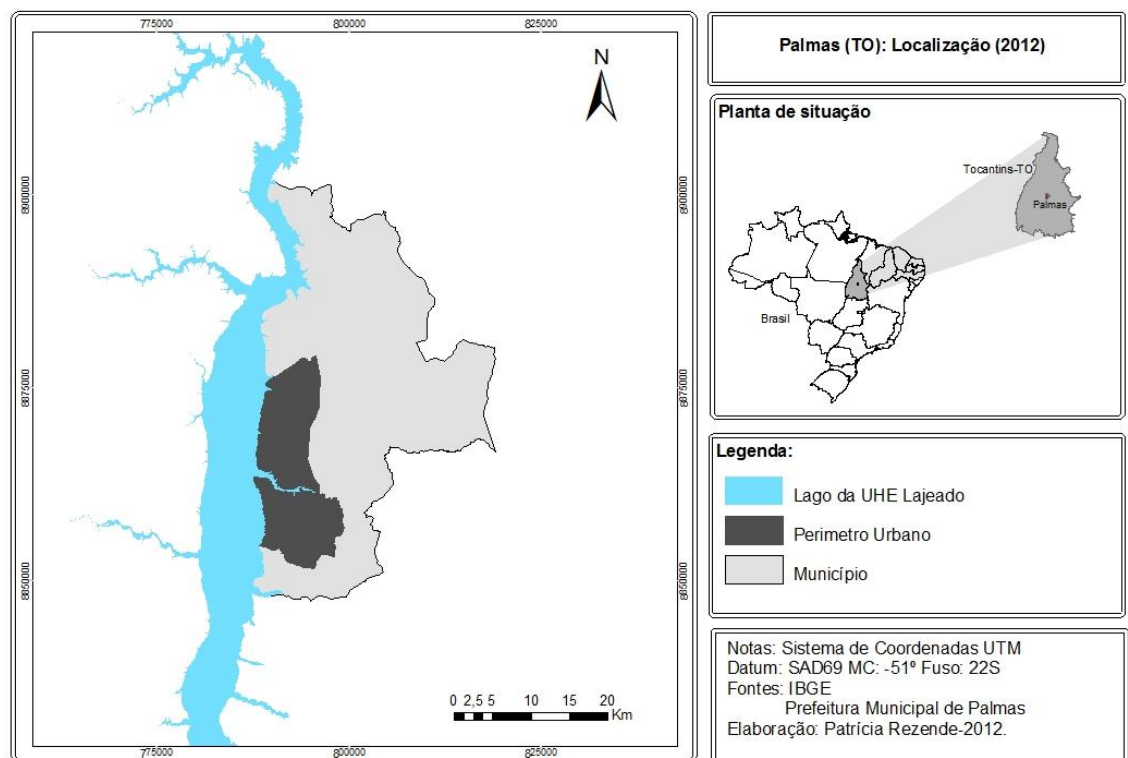 775000 800000 825000
N
8900000 8900000
8875000 8875000
8850000 8850000
0 2,5 5 10 15 20
Km
775000 800000 825000
Palmas (TO): Localização (2012)
Planta de situação
Tocantins-TO
Palmas
Brasil
Legenda:
Lago da UHE Lajeado
Perimetro Urbano
Município
Notas: Sistema de Coordenadas UTM
Datum: SAD69 MC: -51º Fuso: 22S
Fontes: IBGE
Prefeitura Municipal de Palmas
Elaboração: Patrícia Rezende-2012.